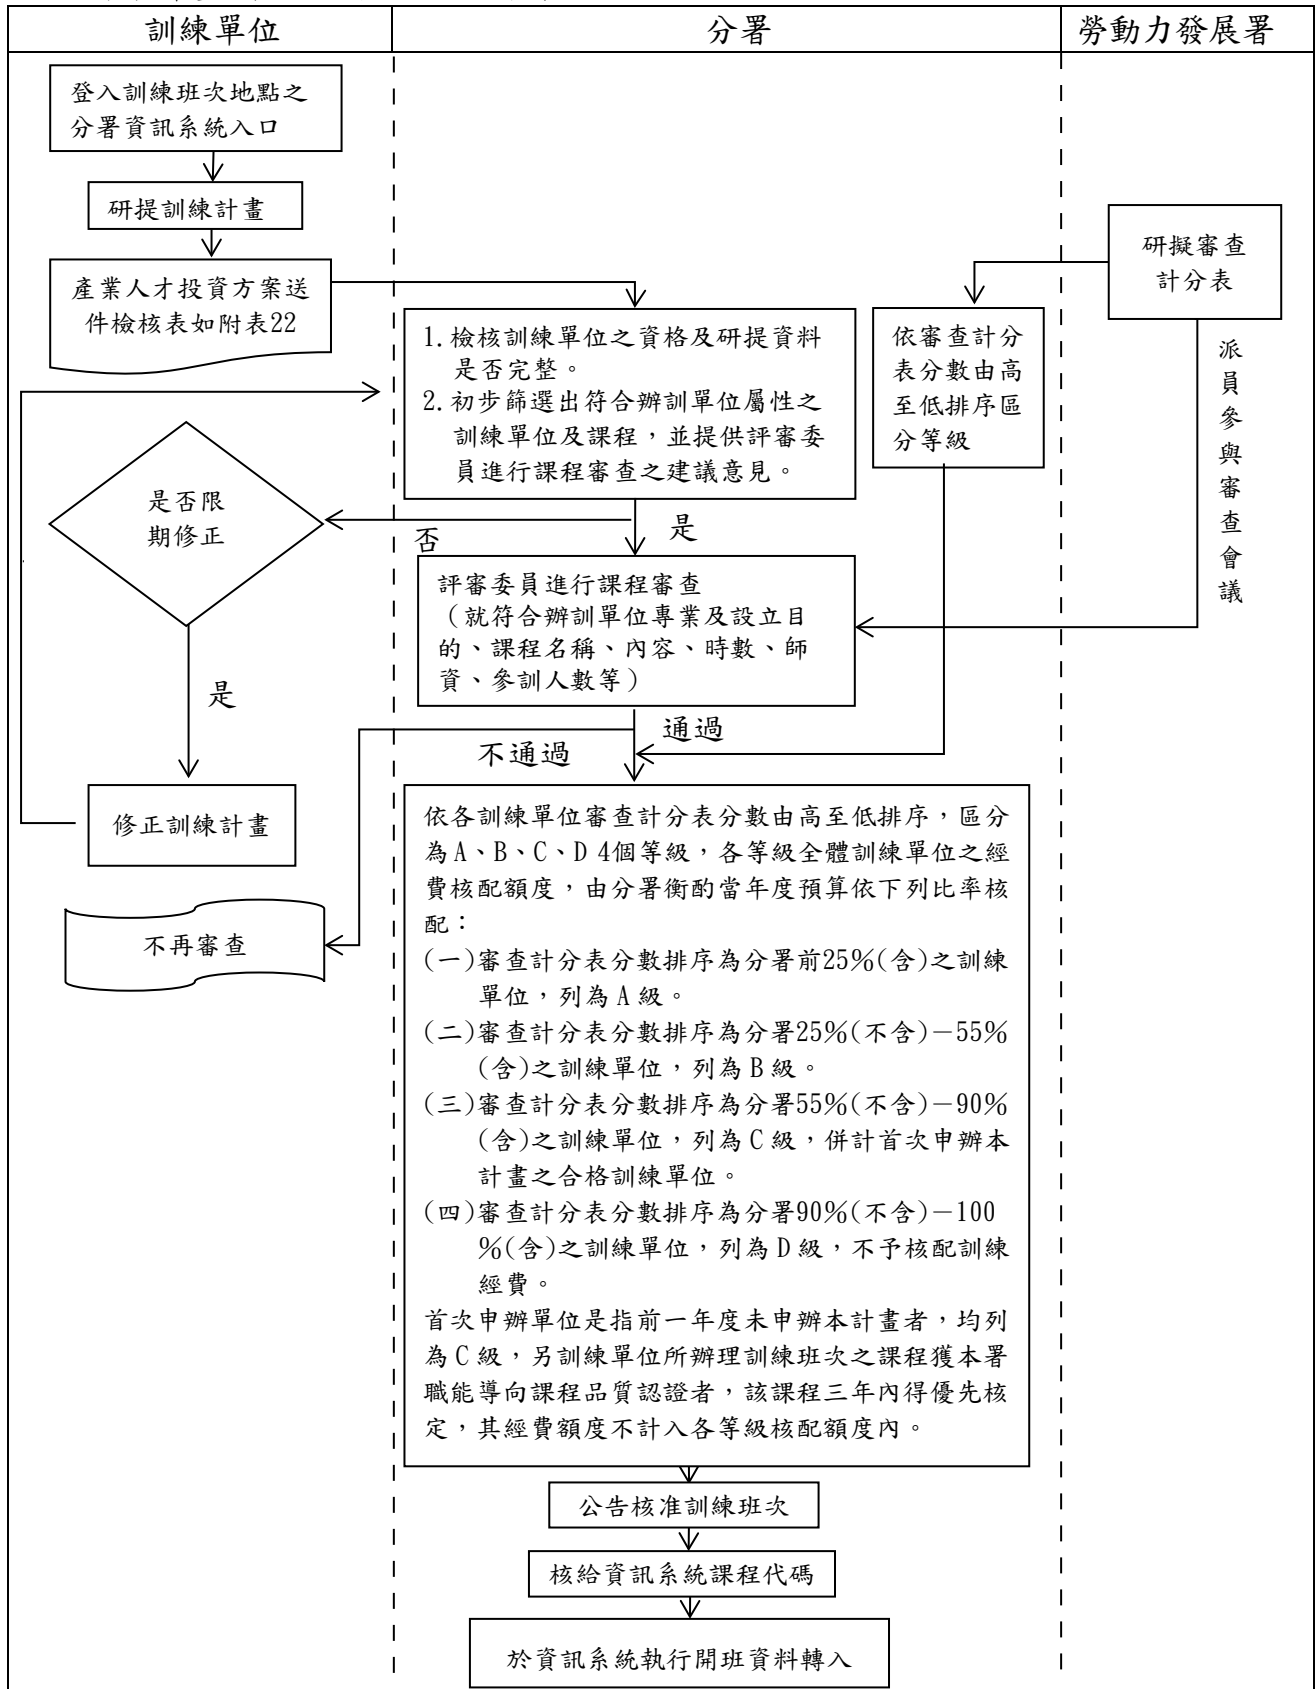 訓練單位
分署
勞動力發展署
登入訓練班次地點之
分署資訊系統入口
研提訓練計畫
產業人才投資方案送
件檢核表如附表22
1.檢核訓練單位之資格及研提資料
是否完整。
2.初步篩選出符合辦訓單位屬性之
訓練單位及課程，並提供評審委
員進行課程審查之建議意見。
依審查計分
表分數由高
至低排序區
分等級
研擬審查
計分表
派員參與審查會議
是否限
期修正
否
是
評審委員進行課程審查
（就符合辦訓單位專業及設立目
的、課程名稱、內容、時數、師
資、參訓人數等）
是
通過
不通過
修正訓練計畫
不再審查
依各訓練單位審查計分表分數由高至低排序，區分
為A、B、C、D 4個等級，各等級全體訓練單位之經
費核配額度，由分署衡酌當年度預算依下列比率核
配：
(一)審查計分表分數排序為分署前25%(含)之訓練
單位，列為A級。
(二)審查計分表分數排序為分署25%(不含)－55%
(含)之訓練單位，列為B級。
(三)審查計分表分數排序為分署55%(不含)－90%
(含)之訓練單位，列為C級，併計首次申辦本
計畫之合格訓練單位。
(四)審查計分表分數排序為分署90%(不含)－100
%(含)之訓練單位，列為D級，不予核配訓練
經費。
首次申辦單位是指前一年度未申辦本計畫者，均列
為C級，另訓練單位所辦理訓練班次之課程獲本署
職能導向課程品質認證者，該課程三年內得優先核
定，其經費額度不計入各等級核配額度內。
公告核准訓練班次
核給資訊系統課程代碼
於資訊系統執行開班資料轉入